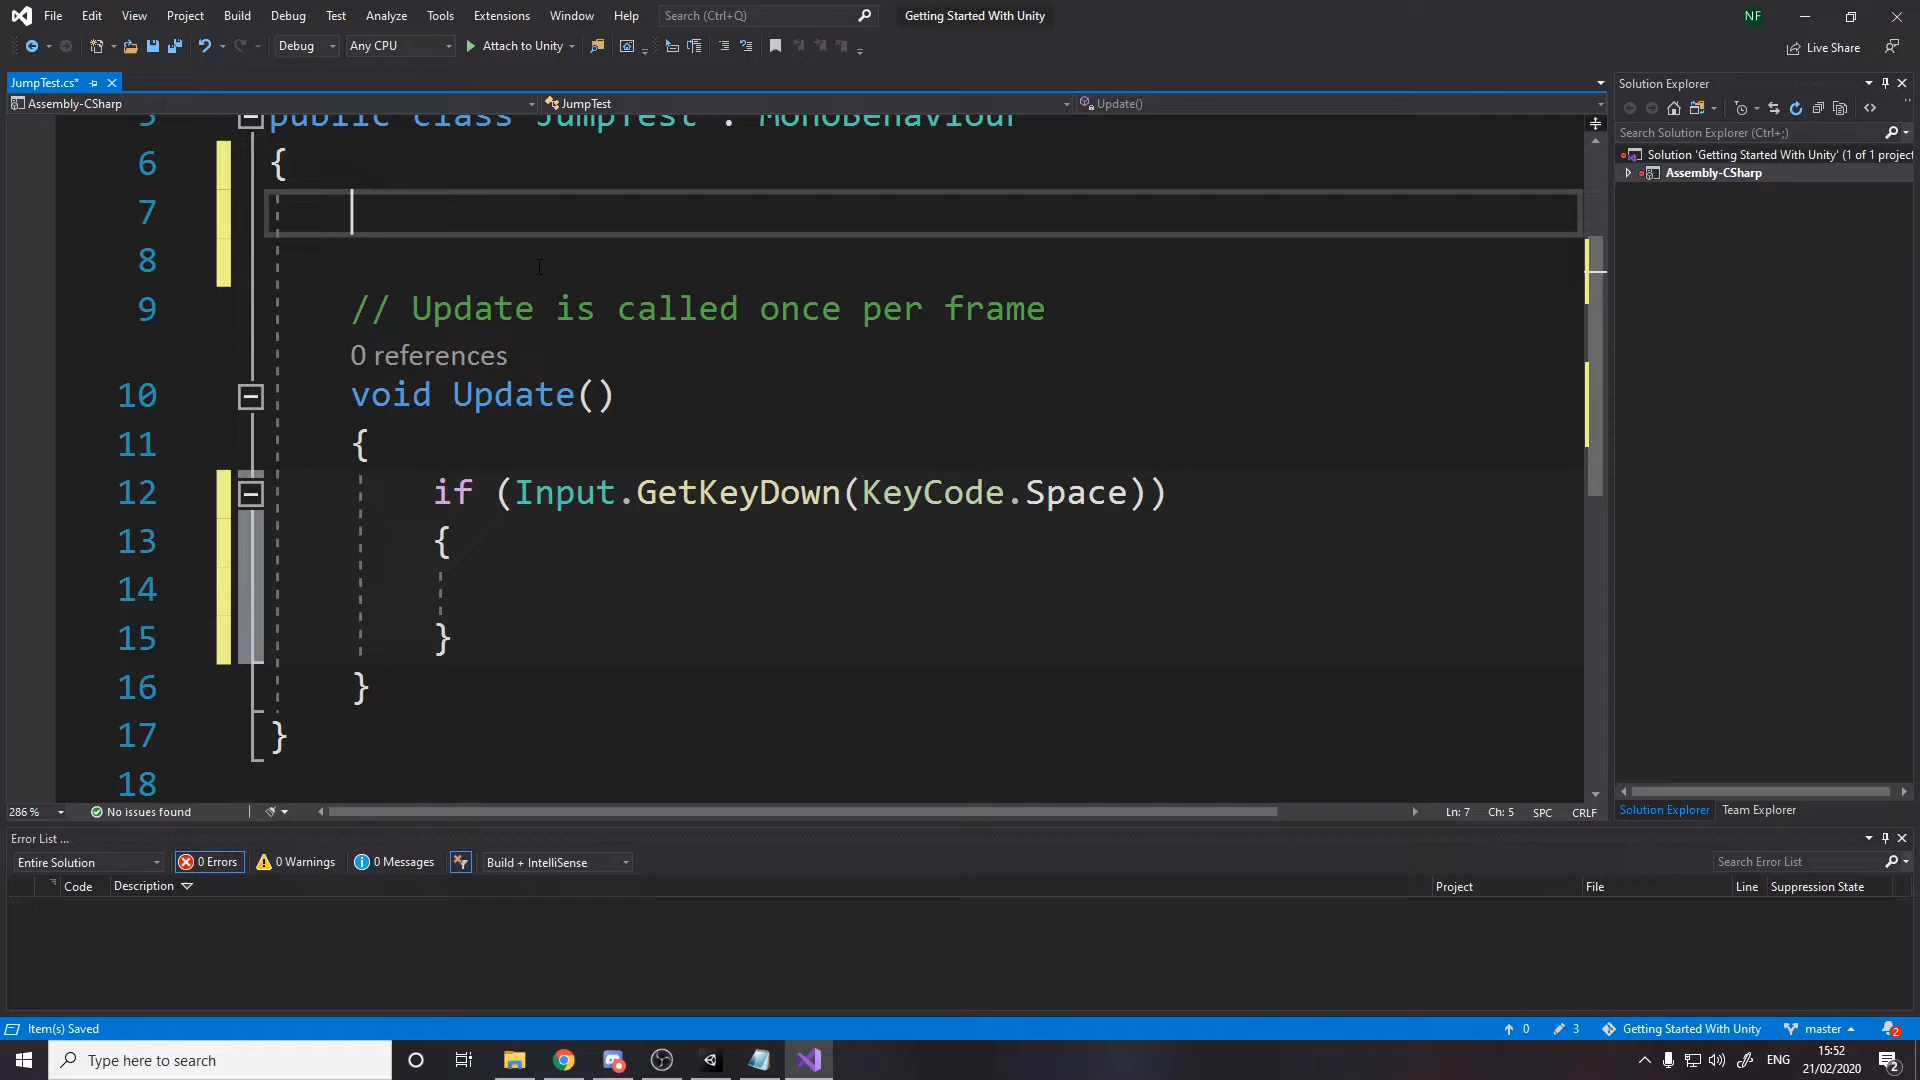 File Edit View Project Build Debug Test Analyze Tools Extensions Window Help Search (Ctrl+Q) Getting Started With Unity NF
Debug Any CPU Attach to Unity Live Share
JumpTest.cs* Solution Explorer
Assembly-CSharp JumpTest Update()
Search Solution Explorer (Ctrl+;)
Solution 'Getting Started With Unity' (1 of 1 project
Assembly-CSharp
5 public class JumpTest : MonoBehaviour
6 {
7
8
9 // Update is called once per frame
0 references
10 void Update()
11 {
12 if (Input.GetKeyDown(KeyCode.Space))
13 {
14
15 }
16 }
17 }
18
286 % No issues found Ln: 7 Ch: 5 SPC CRLF
Solution Explorer Team Explorer
Error List ...
Entire Solution 0 Errors 0 Warnings 0 Messages Build + IntelliSense Search Error List
Code Description Project File Line Suppression State
Item(s) Saved 0 3 Getting Started With Unity master 2
Type here to search ENG 15:52
21/02/2020 2